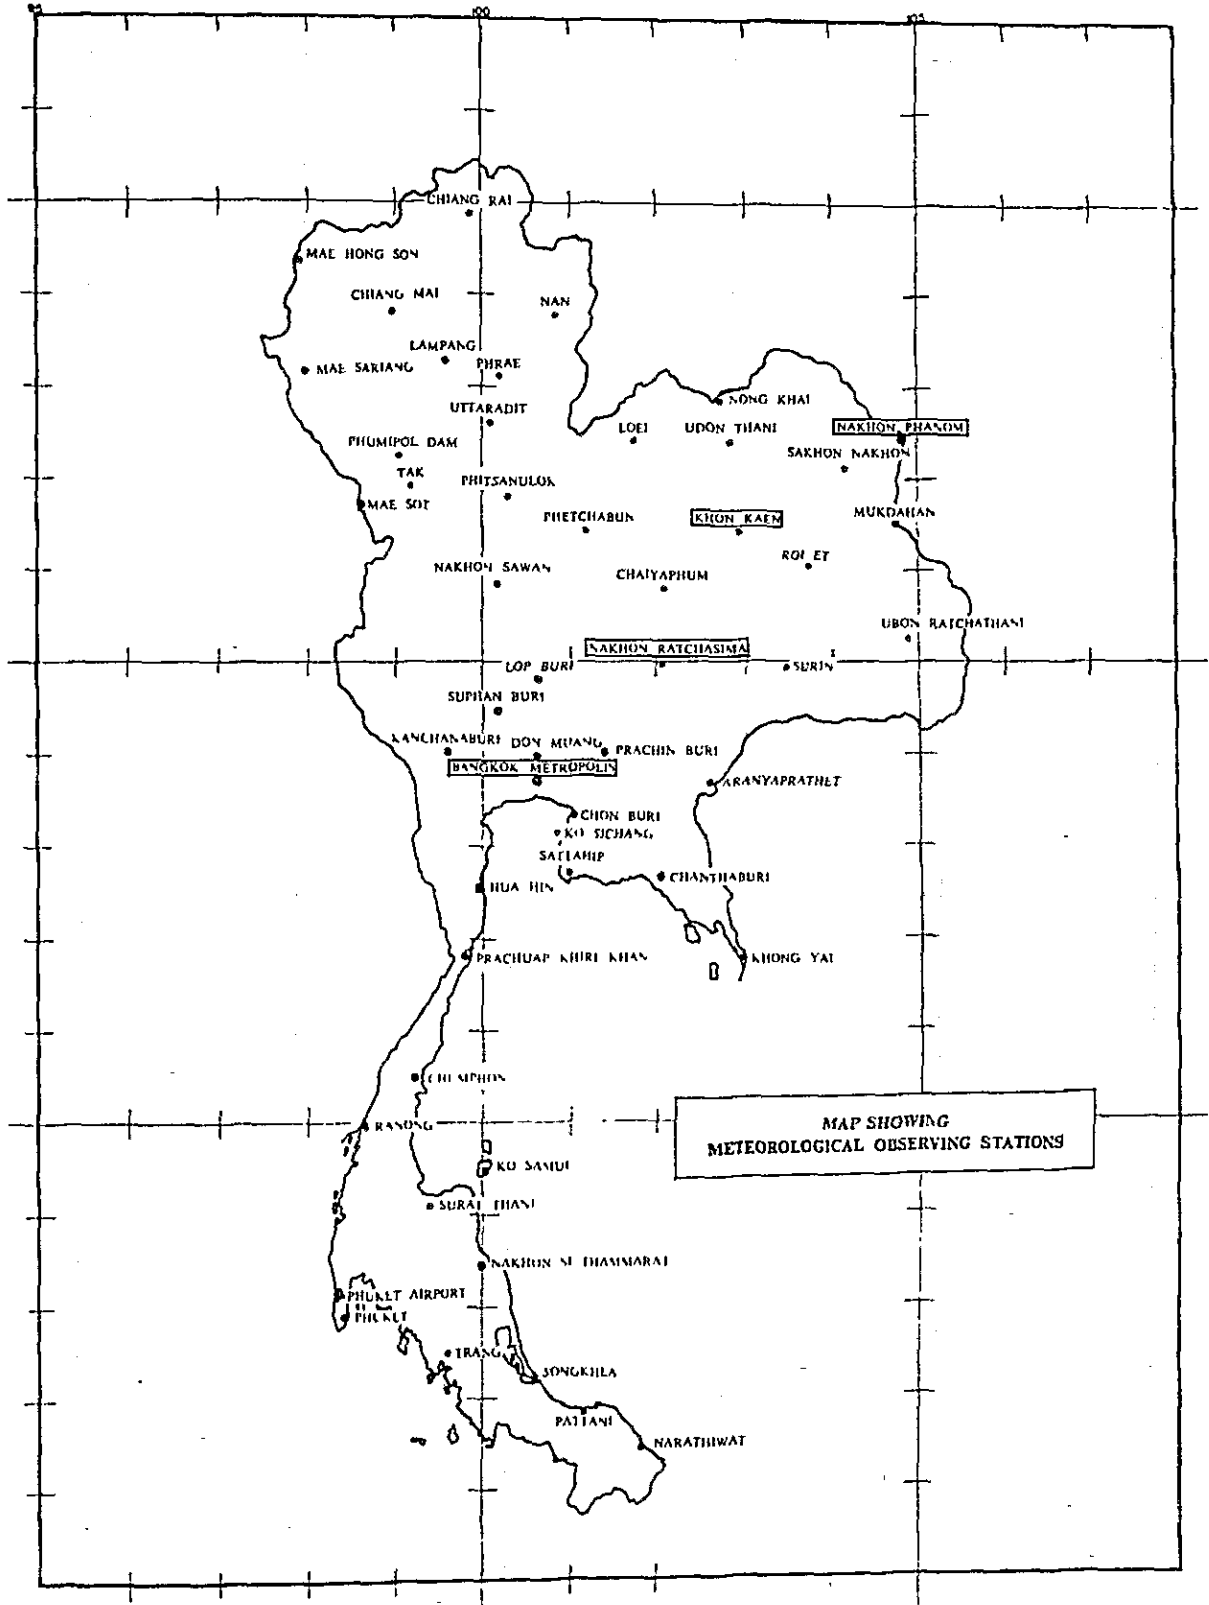 100
105
CHIANG RAI
MAE HONG SON
CHIANG MAI
NAN
LAMPANG
MAE SARIANG
PHRAE
NONG KHAI
UTTARADIT
LOEI
UDON THANI
NAKHON PHANOM
PHUMIPOL DAM
SAKHON NAKHON
TAK
PHITSANULOK
MAE SOT
PHETCHABUN
KHON KAEN
MUKDAHAN
ROI ET
NAKHON SAWAN
CHAIYAPHUM
UBON RATCHATHANI
NAKHON RATCHASIMA
LOP BURI
SURIN
SUPHAN BURI
KANCHANABURI
DON MUANG
PRACHIN BURI
BANGKOK METROPOLIS
ARANYAPRATHET
CHON BURI
KO SICHANG
SATTAHIP
CHANTHABURI
HUA HIN
PRACHUAP KHIRI KHAN
KHONG YAI
CHUMPHON
RANONG
MAP SHOWING
METEOROLOGICAL OBSERVING STATIONS
KO SAMUI
SURAT THANI
NAKHON SI THAMMARAT
PHUKET AIRPORT
PHUKET
TRANG
SONGKHLA
PATTANI
NARATHIWAT